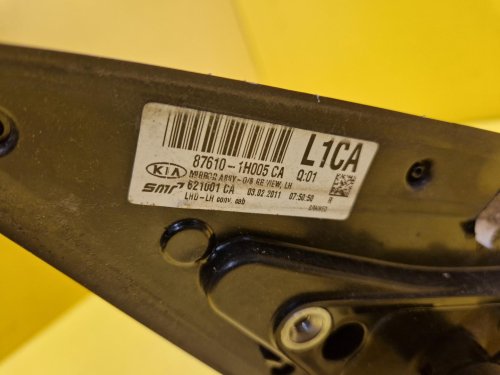 87610-1H005 CA Q:01
L1CA
KIA MIRROR ASSY-O/S RR VIEW, LH
SMR 621001 CA 03.02.2011 07:50:50
LHD-LH conv. cab